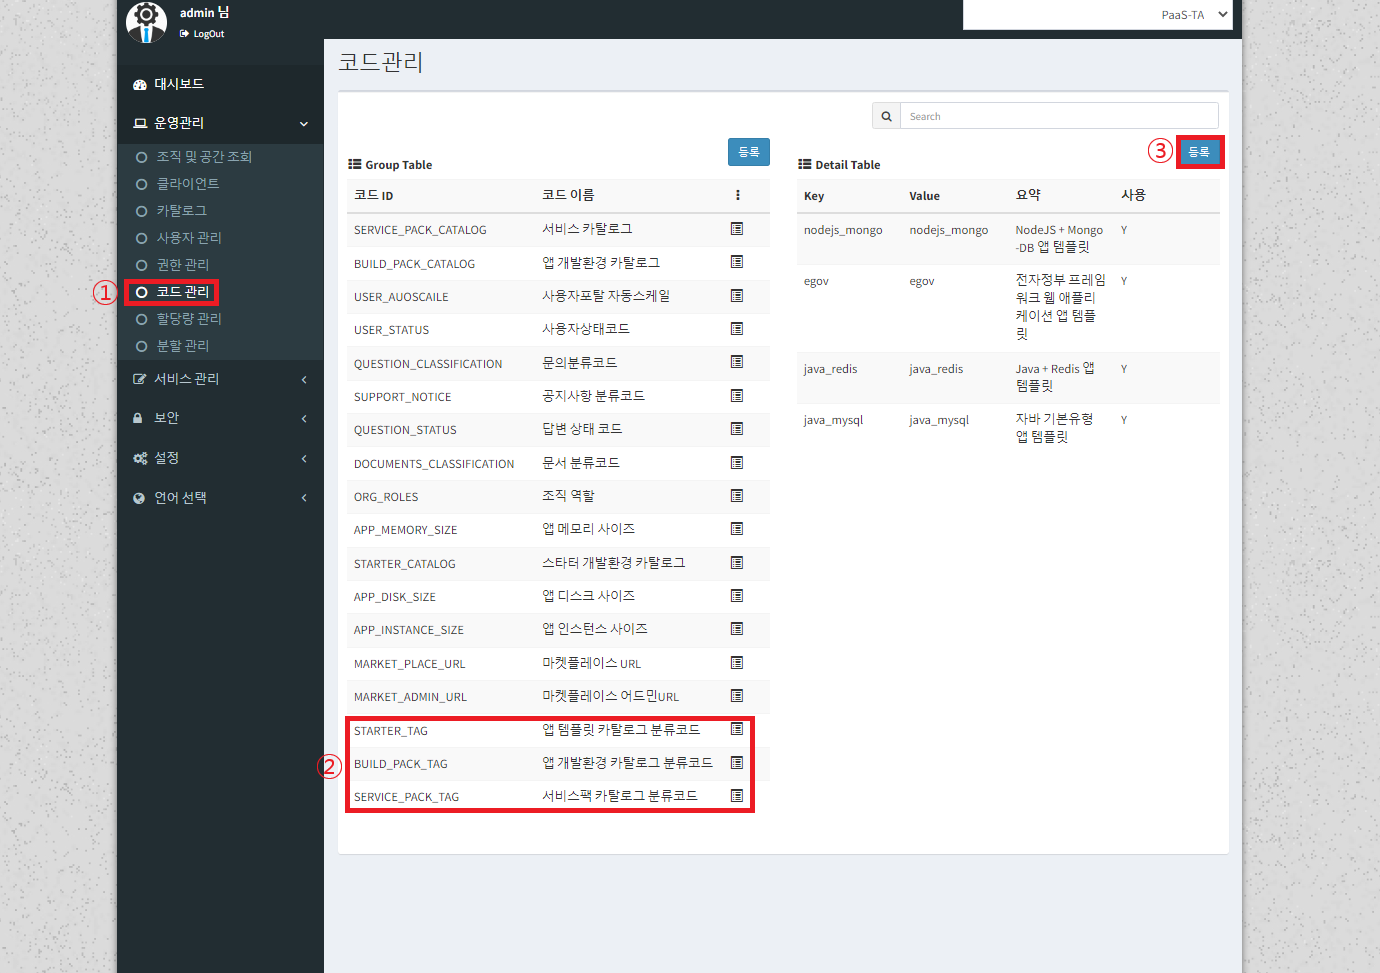 admin 님
LogOut
PaaS-TA
대시보드
운영관리
조직 및 공간 조회
클라이언트
카탈로그
사용자 관리
권한 관리
① 코드 관리
할당량 관리
분할 관리
서비스 관리
보안
설정
언어 선택
코드관리
Search
Group Table
등록
코드 ID 코드 이름
SERVICE_PACK_CATALOG 서비스 카탈로그
BUILD_PACK_CATALOG 앱 개발환경 카탈로그
USER_AUOSCAILE 사용자포탈 자동스케일
USER_STATUS 사용자상태코드
QUESTION_CLASSIFICATION 문의분류코드
SUPPORT_NOTICE 공지사항 분류코드
QUESTION_STATUS 답변 상태 코드
DOCUMENTS_CLASSIFICATION 문서 분류코드
ORG_ROLES 조직 역할
APP_MEMORY_SIZE 앱 메모리 사이즈
STARTER_CATALOG 스타터 개발환경 카탈로그
APP_DISK_SIZE 앱 디스크 사이즈
APP_INSTANCE_SIZE 앱 인스턴스 사이즈
MARKET_PLACE_URL 마켓플레이스 URL
MARKET_ADMIN_URL 마켓플레이스 어드민URL
STARTER_TAG 앱 템플릿 카탈로그 분류코드
② BUILD_PACK_TAG 앱 개발환경 카탈로그 분류코드
SERVICE_PACK_TAG 서비스팩 카탈로그 분류코드
Detail Table
③ 등록
Key Value 요약 사용
nodejs_mongo nodejs_mongo NodeJS + Mongo Y
-DB 앱 템플릿
egov egov 전자정부 프레임 Y
워크 웹 애플리
케이션 앱 템플
릿
java_redis java_redis Java + Redis 앱 Y
템플릿
java_mysql java_mysql 자바 기본유형 Y
앱 템플릿